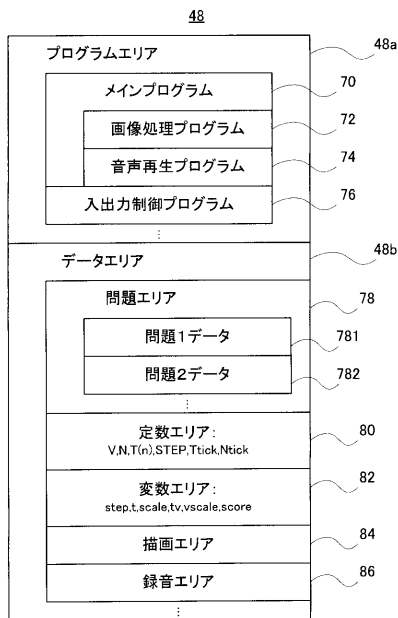 48
プログラムエリア 48a
メインプログラム 70
画像処理プログラム 72
音声再生プログラム 74
入出力制御プログラム 76
⋮
データエリア 48b
問題エリア 78
問題1データ 781
問題2データ 782
⋮
定数エリア: 80
V,N,T(n),STEP,Ttick,Ntick
変数エリア: 82
step,t,scale,tv,vscale,score
描画エリア 84
録音エリア 86
⋮